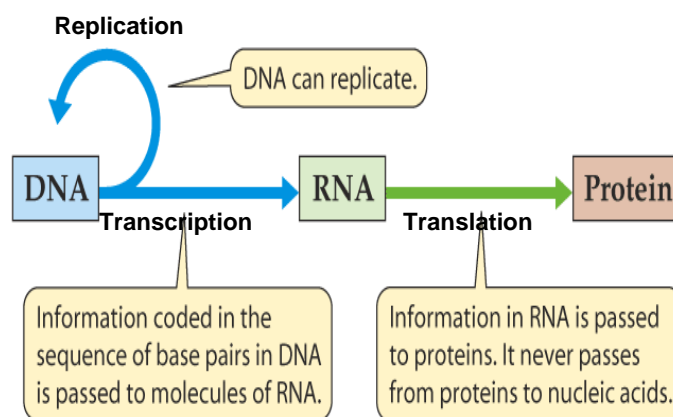 Replication
DNA can replicate.
DNA
RNA
Protein
Transcription
Translation
Information coded in the
sequence of base pairs in DNA
is passed to molecules of RNA.
Information in RNA is passed
to proteins. It never passes
from proteins to nucleic acids.